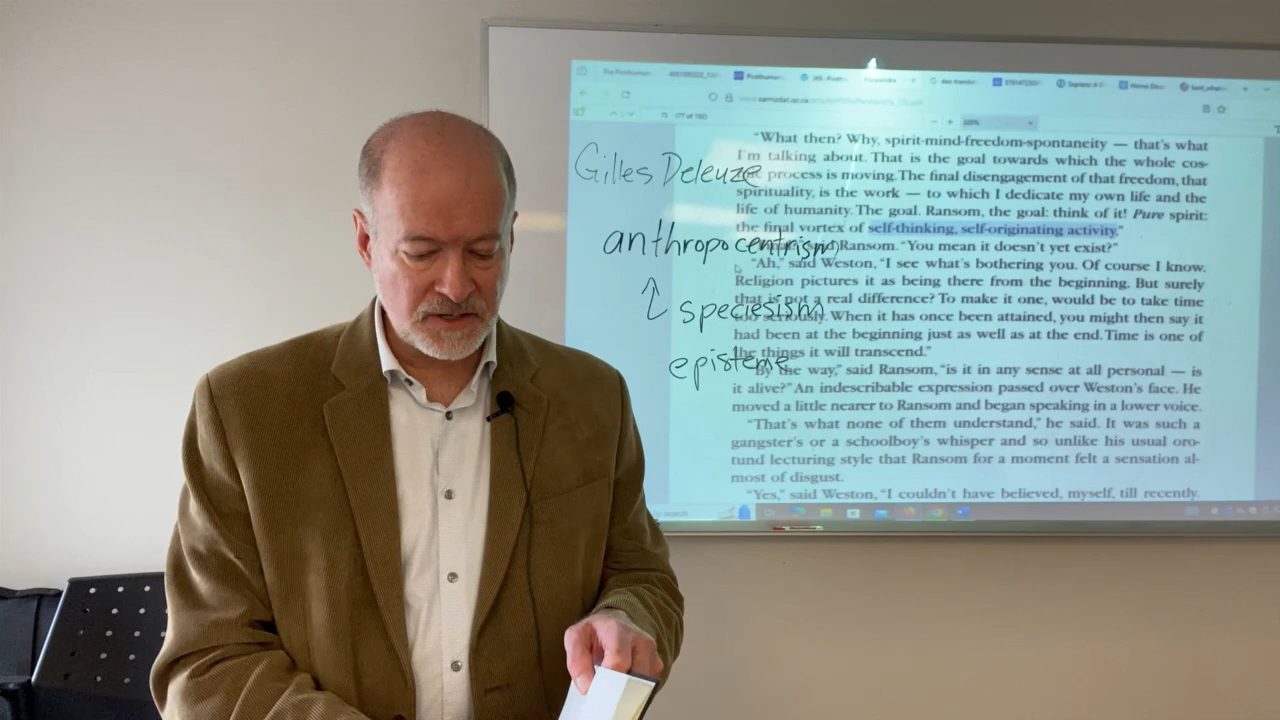 The Posthuman
Posthuman
Sapiens: A
77 (77 of 192)
220%
"What then? Why, spirit-mind-freedom-spontaneity — that's what
I'm talking about. That is the goal towards which the whole cos-
process is moving. The final disengagement of that freedom, that
spirituality, is the work — to which I dedicate my own life and the
life of humanity. The goal. Ransom, the goal: think of it! Pure spirit:
the final vortex of self-thinking, self-originating activity."
said Ransom. "You mean it doesn't yet exist?"
"Ah," said Weston, "I see what's bothering you. Of course I know.
Religion pictures it as being there from the beginning. But surely
that is not a real difference? To make it one, would be to take time
too seriously. When it has once been attained, you might then say it
had been at the beginning just as well as at the end. Time is one of
the things it will transcend."
"By the way," said Ransom, "is it in any sense at all personal — is
it alive?" An indescribable expression passed over Weston's face. He
moved a little nearer to Ransom and began speaking in a lower voice.
"That's what none of them understand," he said. It was such a
gangster's or a schoolboy's whisper and so unlike his usual oro-
tund lecturing style that Ransom for a moment felt a sensation al-
most of disgust.
"Yes," said Weston, "I couldn't have believed, myself, till recently.
Gilles Deleuze
anthropocentrism
↑
speciesism
episteme